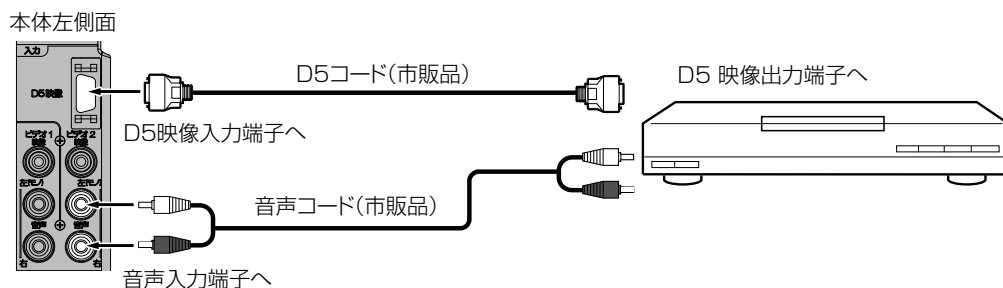 本体左側面
入力
D5コード(市販品)
D5 映像出力端子へ
D5映像
D5映像入力端子へ
ビデオ1
映像
ビデオ2
映像
左(モノ)
左(モノ)
音声コード(市販品)
音声
音声
右
右
音声入力端子へ